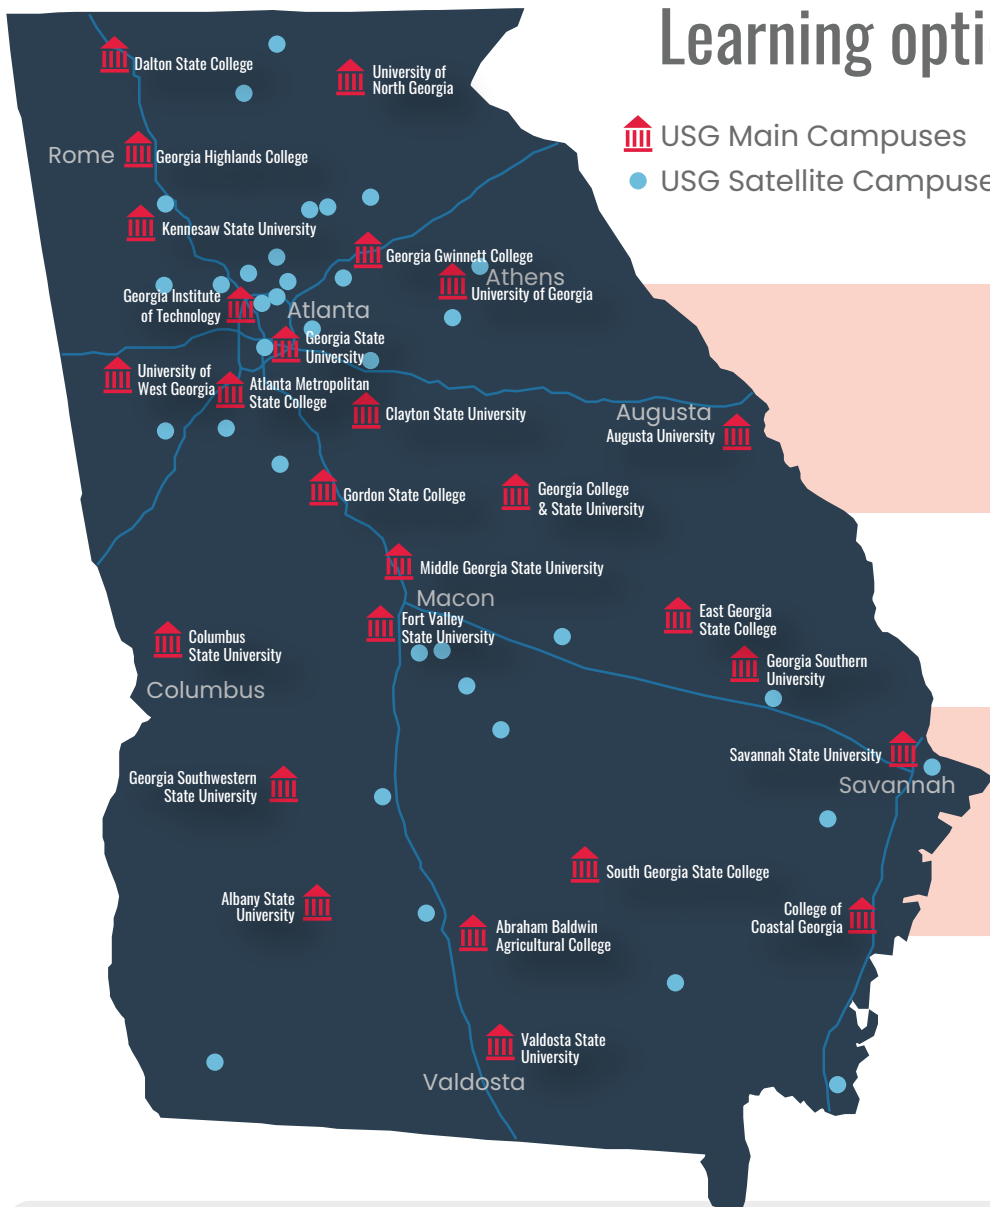 Learning opti
USG Main Campuses
USG Satellite Campuse
Dalton State College
University of
North Georgia
Rome
Georgia Highlands College
Kennesaw State University
Georgia Gwinnett College
Athens
University of Georgia
Georgia Institute
of Technology
Atlanta
Georgia State
University
University of
West Georgia
Atlanta Metropolitan
State College
Clayton State University
Augusta
Augusta University
Gordon State College
Georgia College
& State University
Middle Georgia State University
Macon
Fort Valley
State University
East Georgia
State College
Columbus
State University
Columbus
Georgia Southern
University
Savannah State University
Savannah
Georgia Southwestern
State University
South Georgia State College
Albany State
University
College of
Coastal Georgia
Abraham Baldwin
Agricultural College
Valdosta State
University
Valdosta